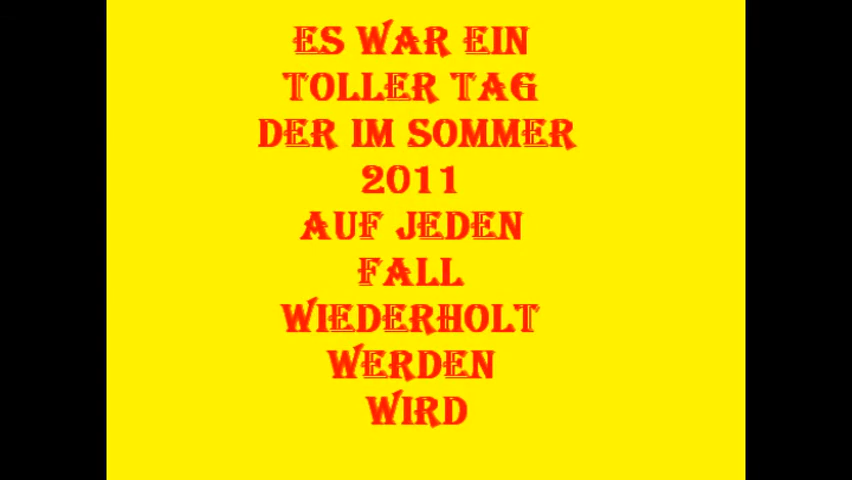 ES WAR EIN
TOLLER TAG
DER IM SOMMER
2011
AUF JEDEN
FALL
WIEDERHOLT
WERDEN
WIRD